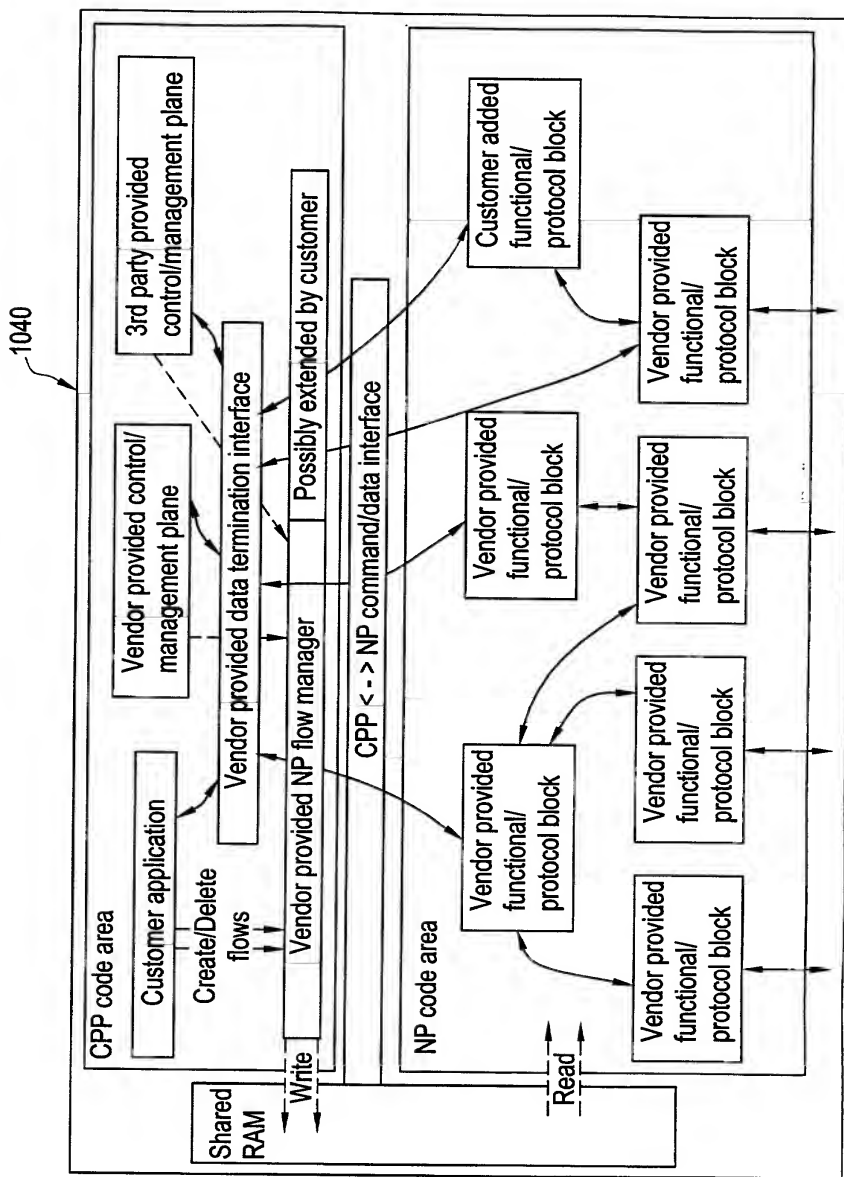 1040
CPP code area
Customer application
Vendor provided control/
management plane
3rd party provided
control/management plane
Create/Delete
flows
Vendor provided data termination interface
Vendor provided NP flow manager
Possibly extended by customer
Write
Shared
RAM
CPP < - > NP command/data interface
NP code area
Read
Vendor provided
functional/
protocol block
Vendor provided
functional/
protocol block
Customer added
functional/
protocol block
Vendor provided
functional/
protocol block
Vendor provided
functional/
protocol block
Vendor provided
functional/
protocol block
Vendor provided
functional/
protocol block